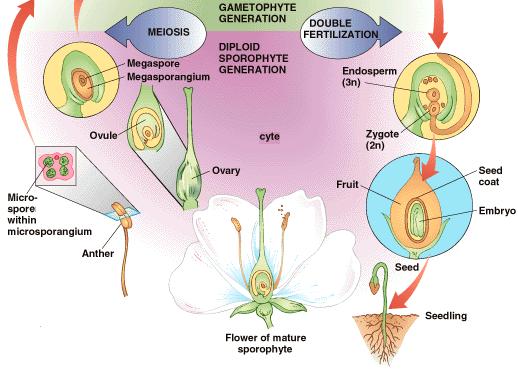 GAMETOPHYTE
GENERATION
MEIOSIS
DOUBLE
FERTILIZATION
DIPLOID
SPOROPHYTE
GENERATION
Megaspore
Megasporangium
Endosperm
(3n)
Ovule
cyte
Zygote
(2n)
Ovary
Fruit
Seed
coat
Micro-
spore
within
microsporangium
Embryo
Anther
Seed
Seedling
Flower of mature
sporophyte